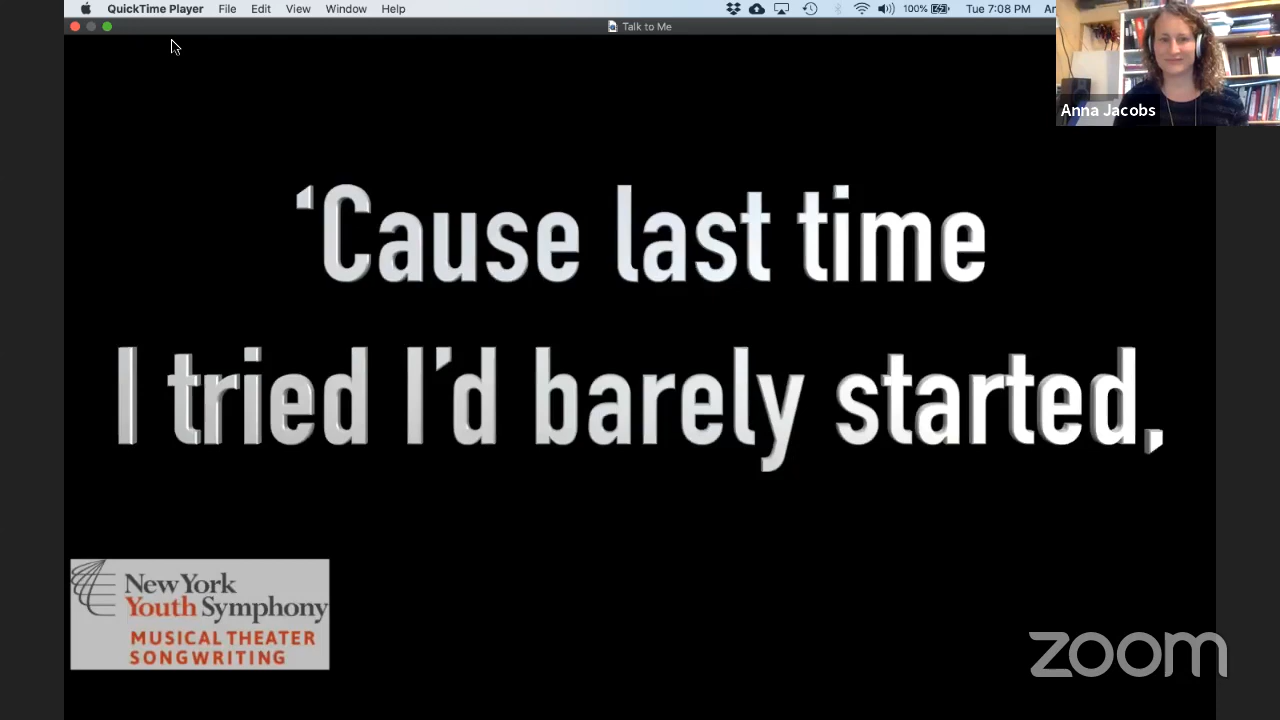 QuickTime Player File Edit View Window Help 100% Tue 7:08 PM
Talk to Me
Anna Jacobs
‘Cause last time
I tried I’d barely started,
New York
Youth Symphony
MUSICAL THEATER
SONGWRITING
zoom